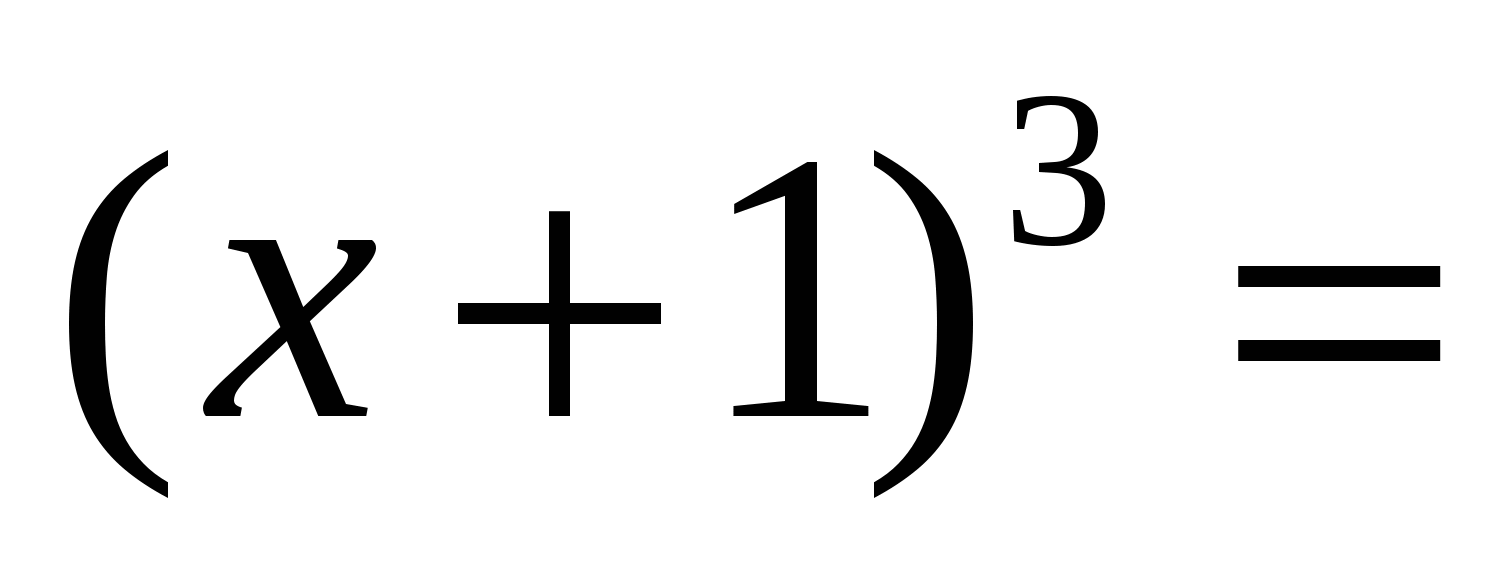 (x + 1)³ =